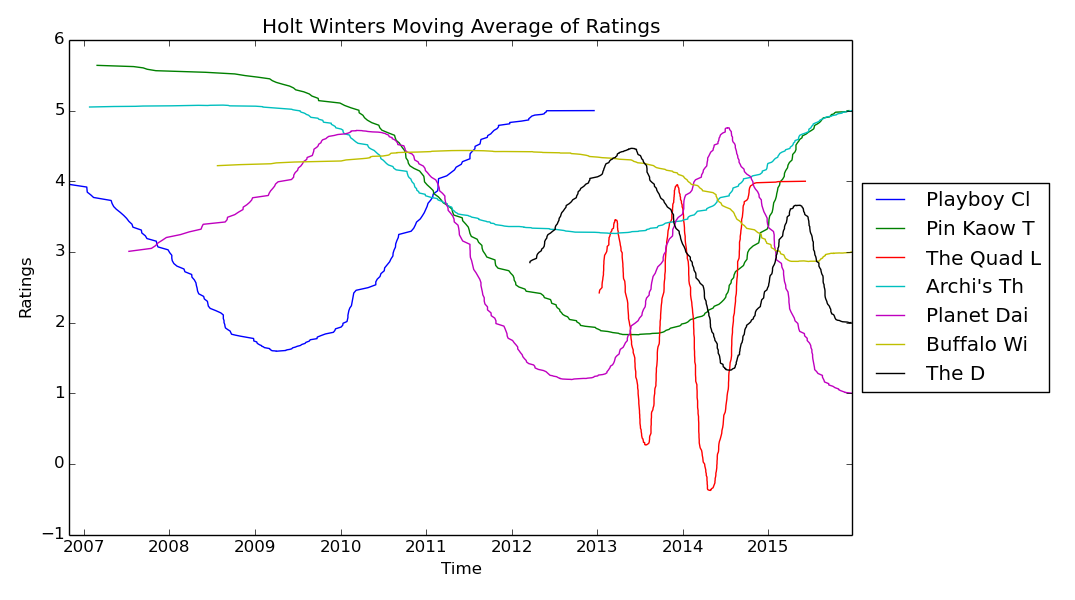 Holt Winters Moving Average of Ratings
6
5
4
3
2
1
0
−1
Ratings
2007 2008 2009 2010 2011 2012 2013 2014 2015
Time
Playboy Cl
Pin Kaow T
The Quad L
Archi's Th
Planet Dai
Buffalo Wi
The D